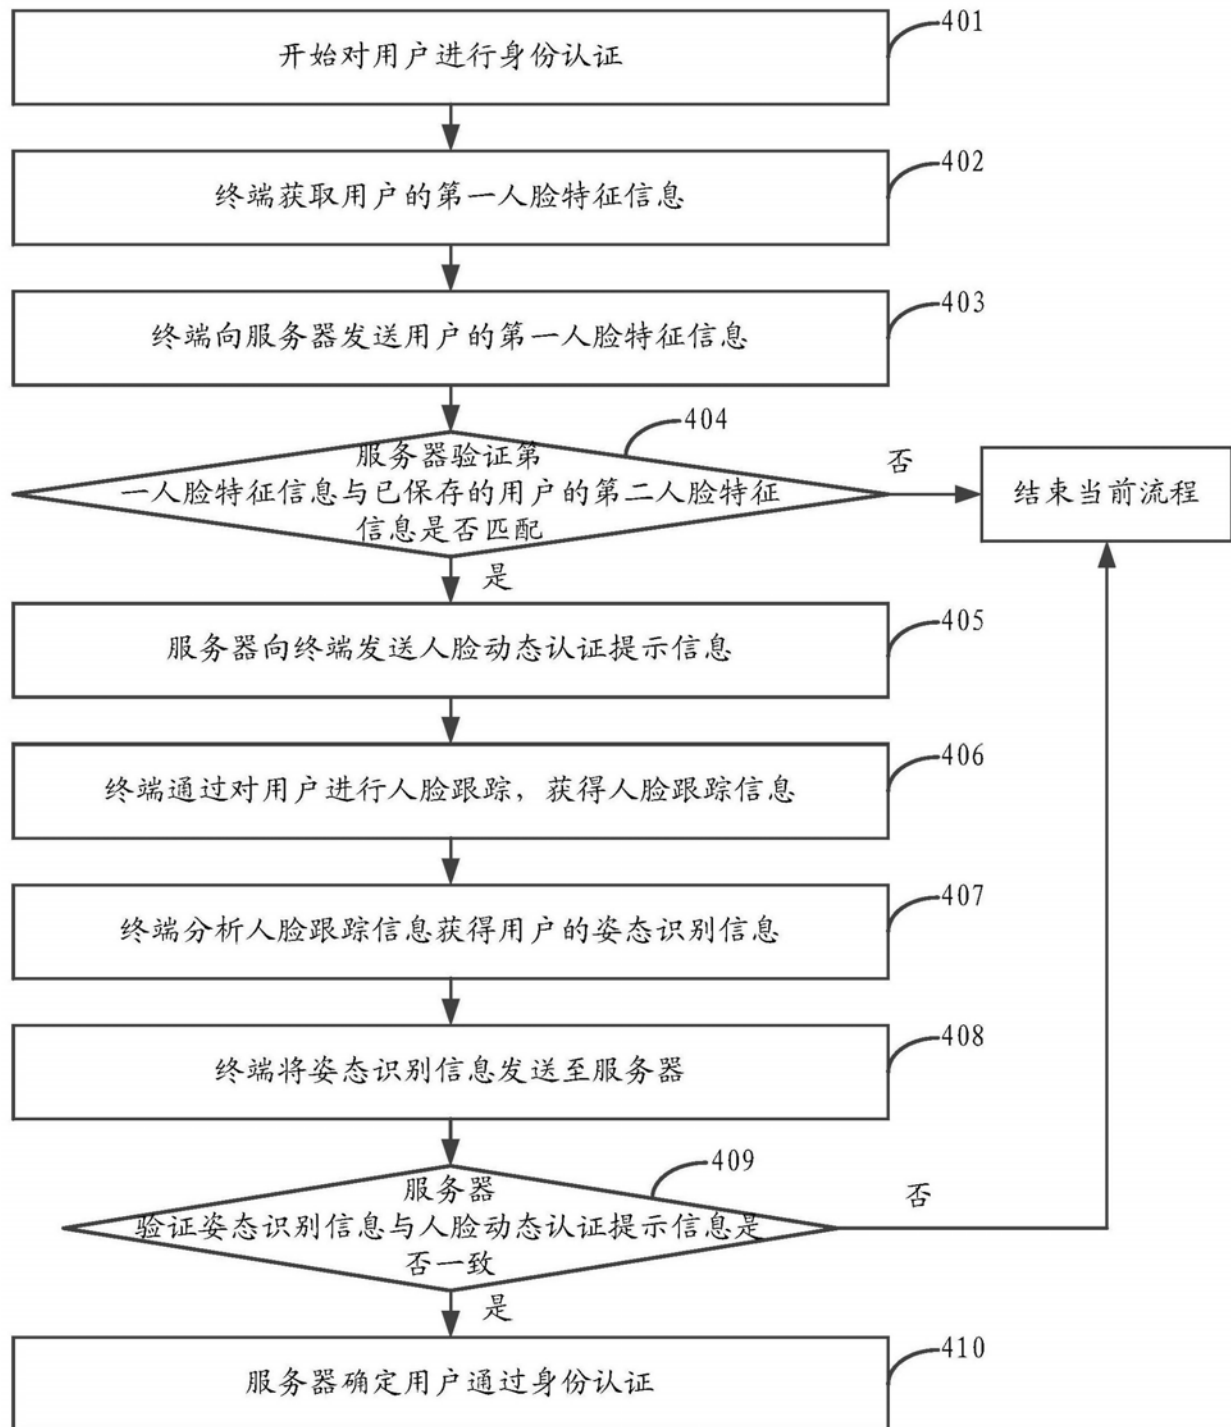 401
开始对用户进行身份认证
402
终端获取用户的第一人脸特征信息
403
终端向服务器发送用户的第一人脸特征信息
404
服务器验证第
一人脸特征信息与已保存的用户的第二人脸特征
信息是否匹配
否
结束当前流程
是
405
服务器向终端发送人脸动态认证提示信息
406
终端通过对用户进行人脸跟踪，获得人脸跟踪信息
407
终端分析人脸跟踪信息获得用户的姿态识别信息
408
终端将姿态识别信息发送至服务器
409
服务器
验证姿态识别信息与人脸动态认证提示信息是
否一致
否
是
410
服务器确定用户通过身份认证